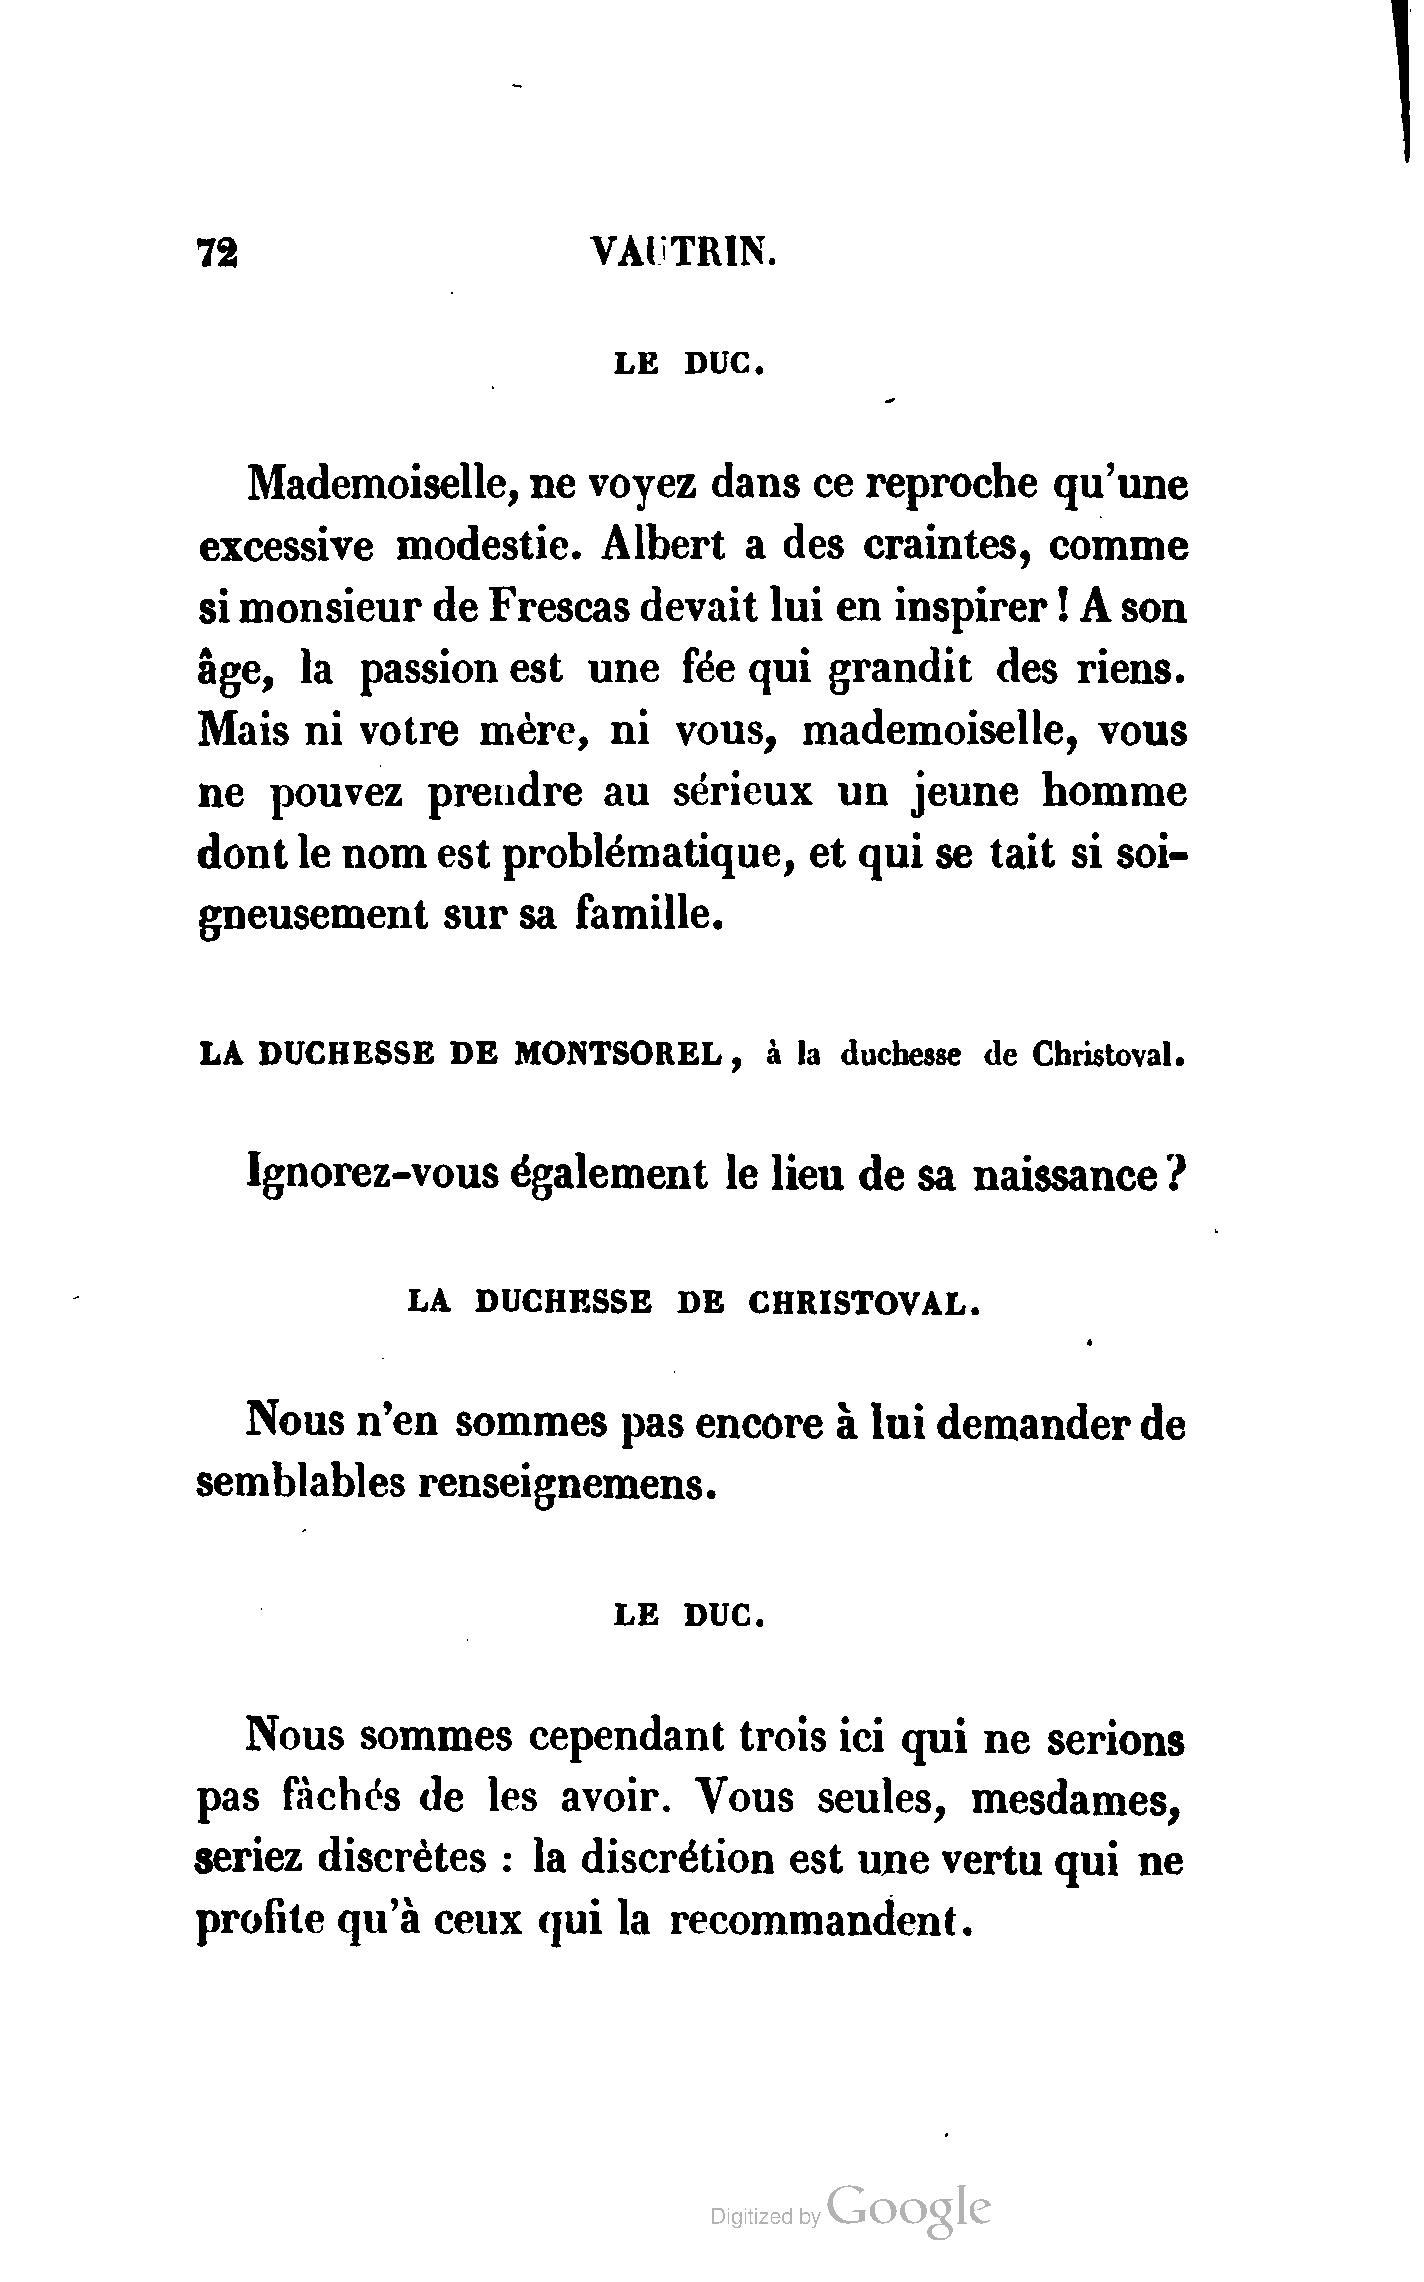 72 VAUTRIN.
LE DUC.
Mademoiselle, ne voyez dans ce reproche qu'une
excessive modestie. Albert a des craintes, comme
si monsieur de Frescas devait lui en inspirer ! A son
âge, la passion est une fée qui grandit des riens.
Mais ni votre mère, ni vous, mademoiselle, vous
ne pouvez prendre au sérieux un jeune homme
dont le nom est problématique, et qui se tait si soi-
gneusement sur sa famille.
LA DUCHESSE DE MONTSOREL, à la duchesse de Christoval.
Ignorez-vous également le lieu de sa naissance ?
LA DUCHESSE DE CHRISTOVAL.
Nous n'en sommes pas encore à lui demander de
semblables renseignemens.
LE DUC.
Nous sommes cependant trois ici qui ne serions
pas fâchés de les avoir. Vous seules, mesdames,
seriez discrètes : la discrétion est une vertu qui ne
profite qu'à ceux qui la recommandent.
Digitized by Google